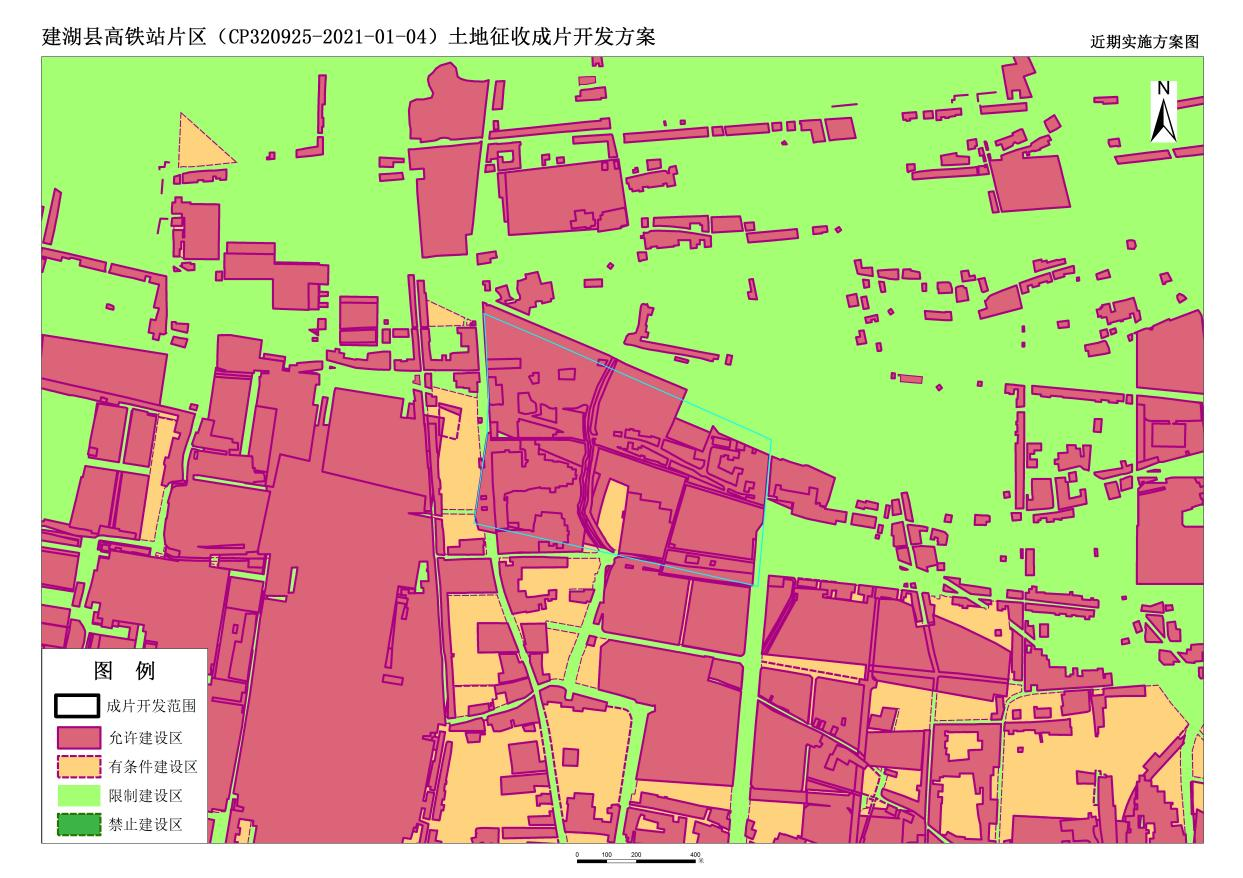 建湖县高铁站片区（CP320925-2021-01-04）土地征收成片开发方案
近期实施方案图
N
图 例
成片开发范围
允许建设区
有条件建设区
限制建设区
禁止建设区
0 100 200 400
米